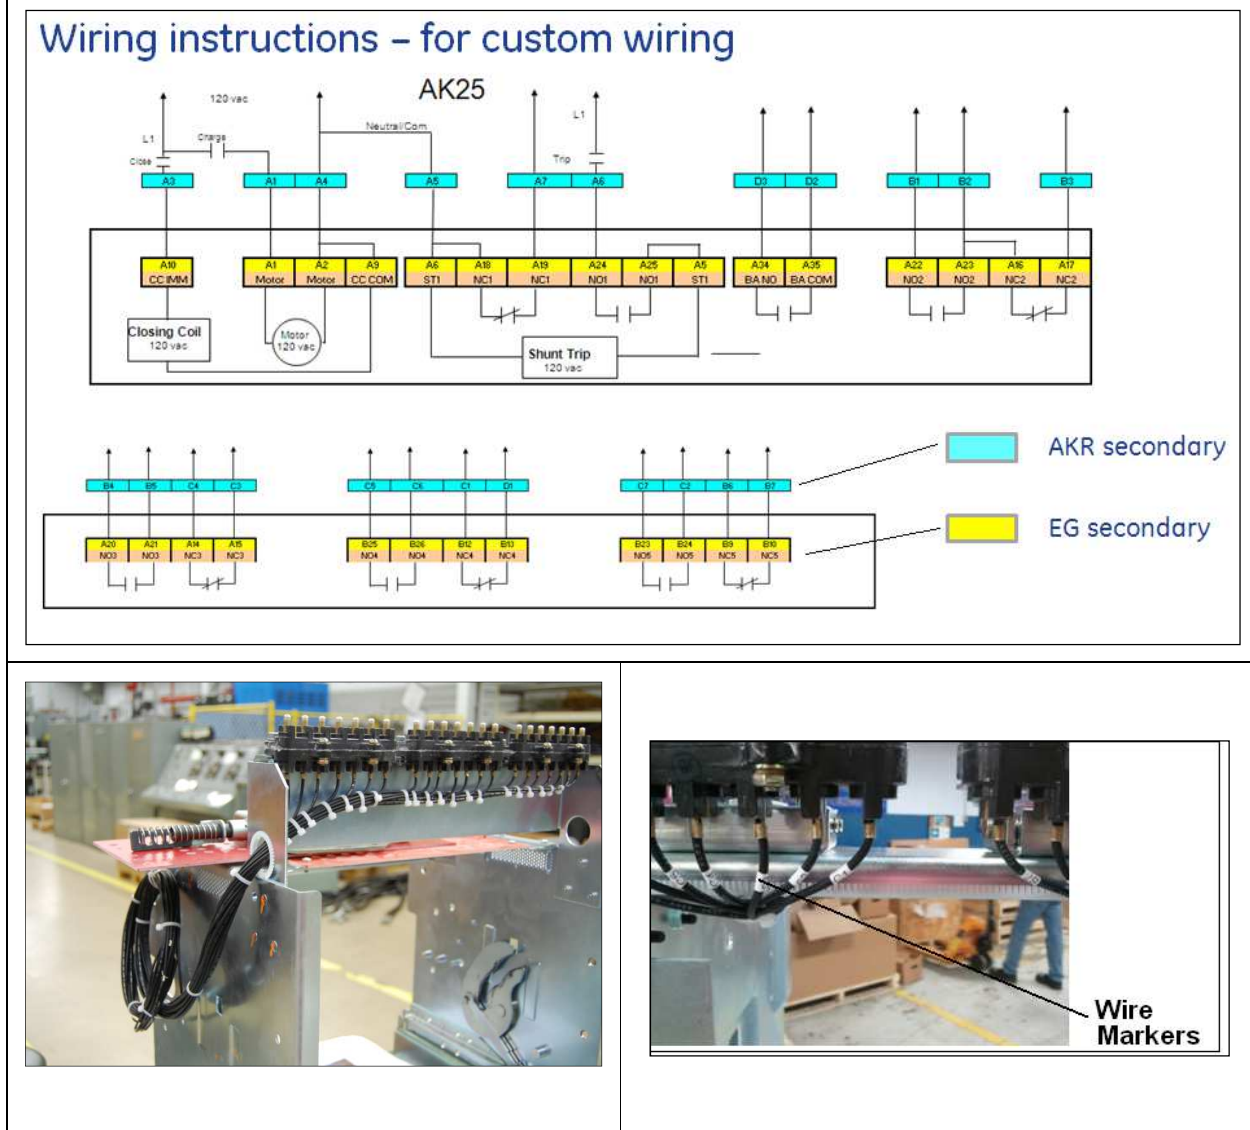 Wiring instructions – for custom wiring
AK25
120 vac
L1
Charge
Close
Neutral/Com
L1
Trip
A3 A1 A4 A5 A7 A6 D3 D2 B1 B2 B3
A10 A1 A2 A9 A6 A18 A19 A24 A25 A5 A34 A35 A22 A23 A16 A17
CC IMM Motor Motor CC COM ST1 NC1 NC1 NO1 NO1 ST1 BA NO BA COM NO2 NO2 NC2 NC2
Closing Coil
120 vac
Motor
120 vac
Shunt Trip
120 vac
AKR secondary
B4 B5 C4 C3 C5 C6 C1 D1 C7 C2 B6 B7
EG secondary
A20 A21 A14 A15 B25 B26 B12 B13 B23 B24 B9 B10
NO3 NO3 NC3 NC3 NO4 NO4 NC4 NC4 NO5 NO5 NC5 NC5
Wire
Markers